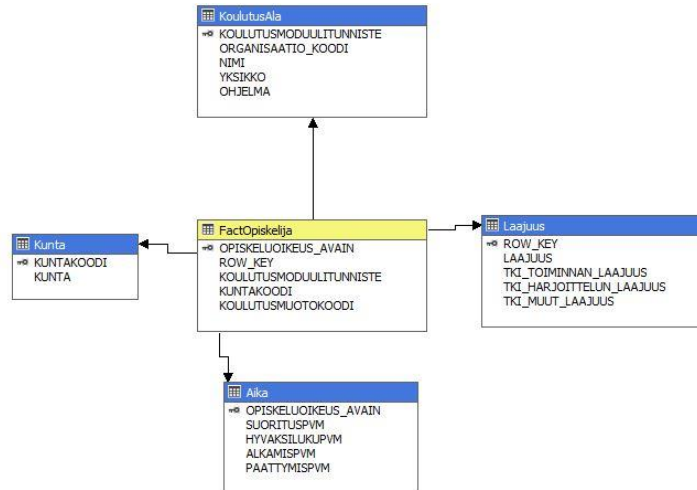 KoulutusAla
KOULUTUSMODUULITUNNISTE
ORGANISAATIO_KOODI
NIMI
YKSIKKO
OHJELMA
FactOpiskelija
OPISKELUOIKEUS_AVAIN
ROW_KEY
KOULUTUSMODUULITUNNISTE
KUNTAKOODI
KOULUTUSMUOTOKOODI
Kunta
KUNTAKOODI
KUNTA
Laajuus
ROW_KEY
LAAJUUS
TKI_TOIMINNAN_LAAJUUS
TKI_HARJOITTELUN_LAAJUUS
TKI_MUUT_LAAJUUS
Aika
OPISKELUOIKEUS_AVAIN
SUORITUSPVM
HYVAKSILUKUPVM
ALKAMISPVM
PAATTYMISPVM